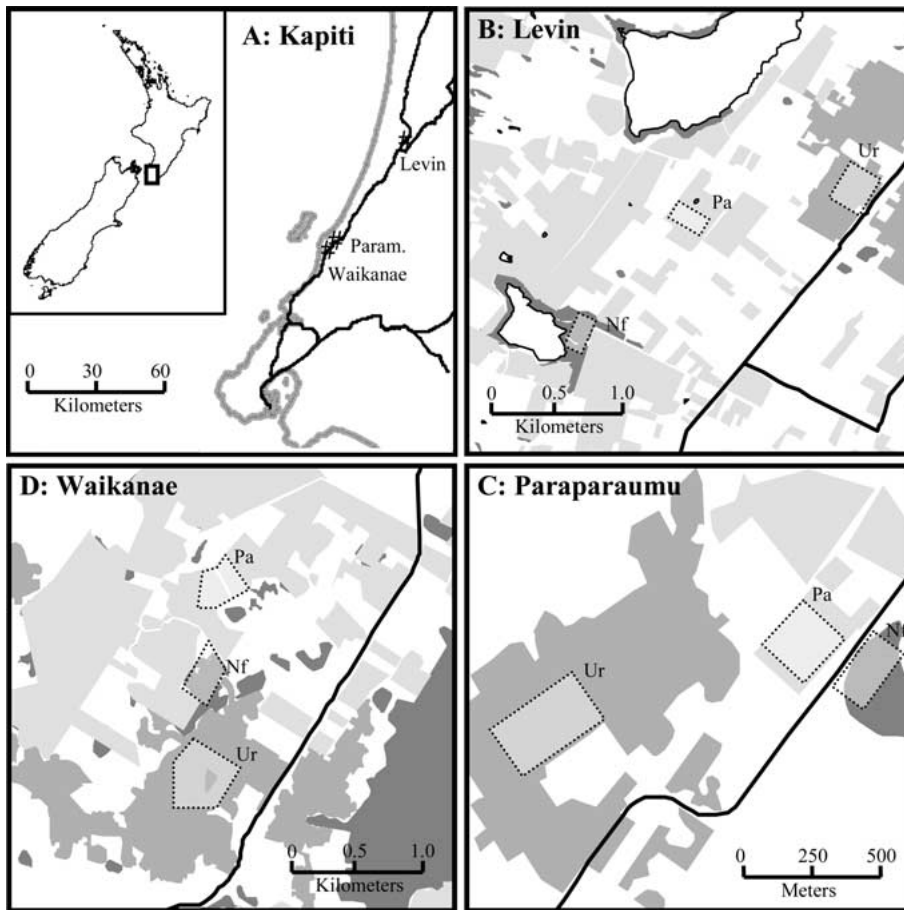 A: Kapiti
Levin
Param.
Waikanae
0 30 60
Kilometers
B: Levin
Ur
Pa
Nf
0 0.5 1.0
Kilometers
D: Waikanae
Pa
Nf
Ur
0 0.5 1.0
Kilometers
C: Paraparaumu
Pa
Nf
Ur
0 250 500
Meters